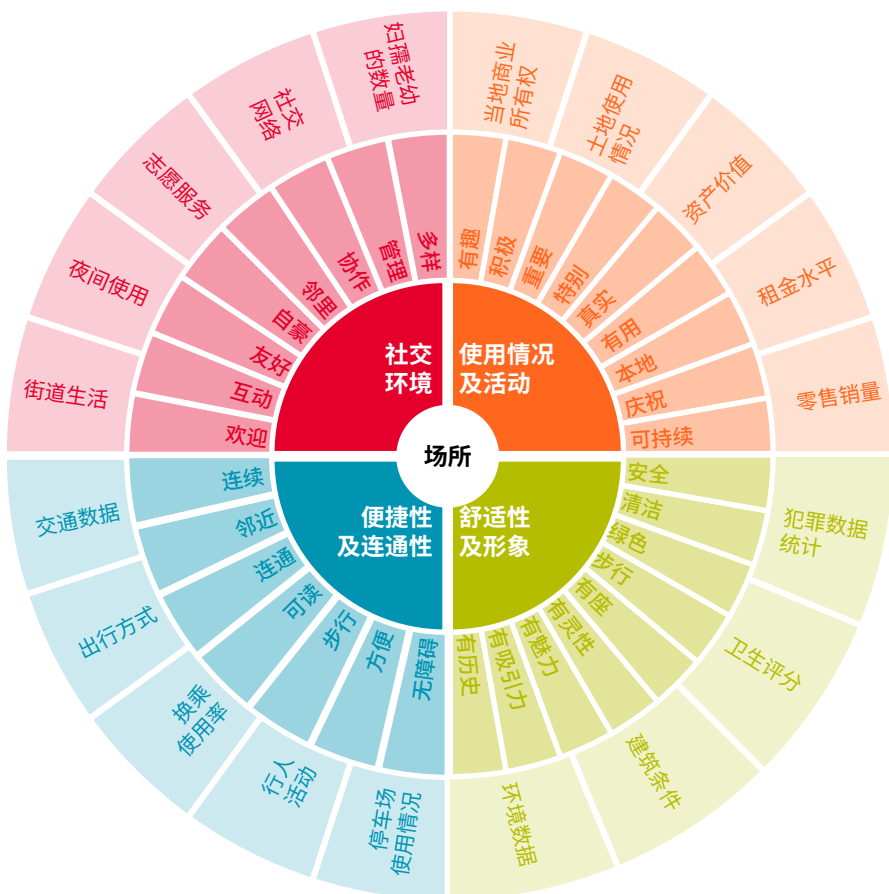 场所
社交
环境
使用情况
及活动
便捷性
及连通性
舒适性
及形象
多样
管理
协作
邻里
自豪
友好
互动
欢迎
妇孺老幼
的数量
社交
网络
志愿服务
夜间使用
街道生活
有趣
积极
重要
特别
真实
有用
本地
庆祝
可持续
当地商业
所有权
土地使用
情况
资产价值
租金水平
零售销量
安全
清洁
绿色
步行
有座
有灵性
有魅力
有吸引力
有历史
犯罪数据
统计
卫生评分
建筑条件
环境数据
连续
邻近
连通
可读
步行
方便
无障碍
交通数据
出行方式
换乘
使用率
行人
活动
停车场
使用情况